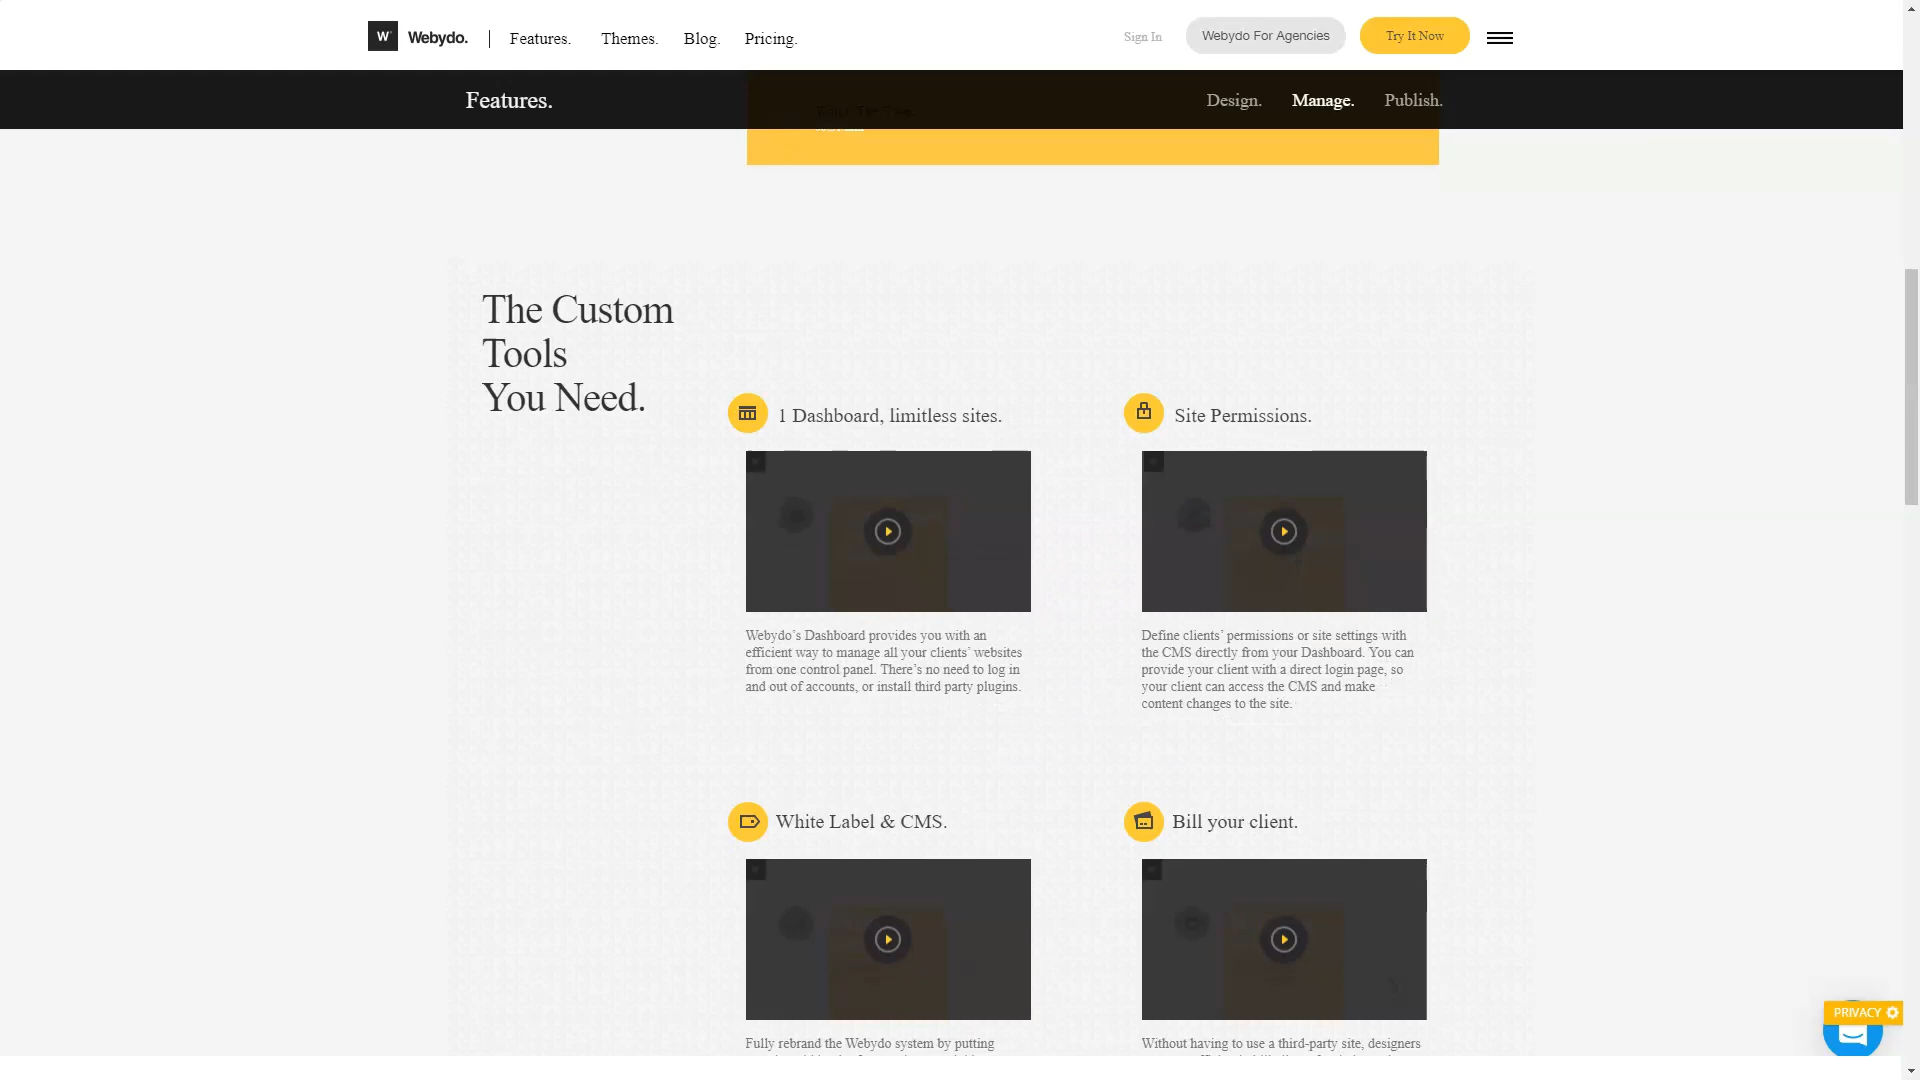 W Webydo.
Features. Themes. Blog. Pricing.
Sign In
Webydo For Agencies
Try It Now
Features.
Design. Manage. Publish.
The Custom
Tools
You Need.
1 Dashboard, limitless sites.
Webydo’s Dashboard provides you with an
efficient way to manage all your clients’ websites
from one control panel. There’s no need to log in
and out of accounts, or install third party plugins.
Site Permissions.
Define clients’ permissions or site settings with
the CMS directly from your Dashboard. You can
provide your client with a direct login page, so
your client can access the CMS and make
content changes to the site.
White Label & CMS.
Fully rebrand the Webydo system by putting
Bill your client.
Without having to use a third-party site, designers
PRIVACY